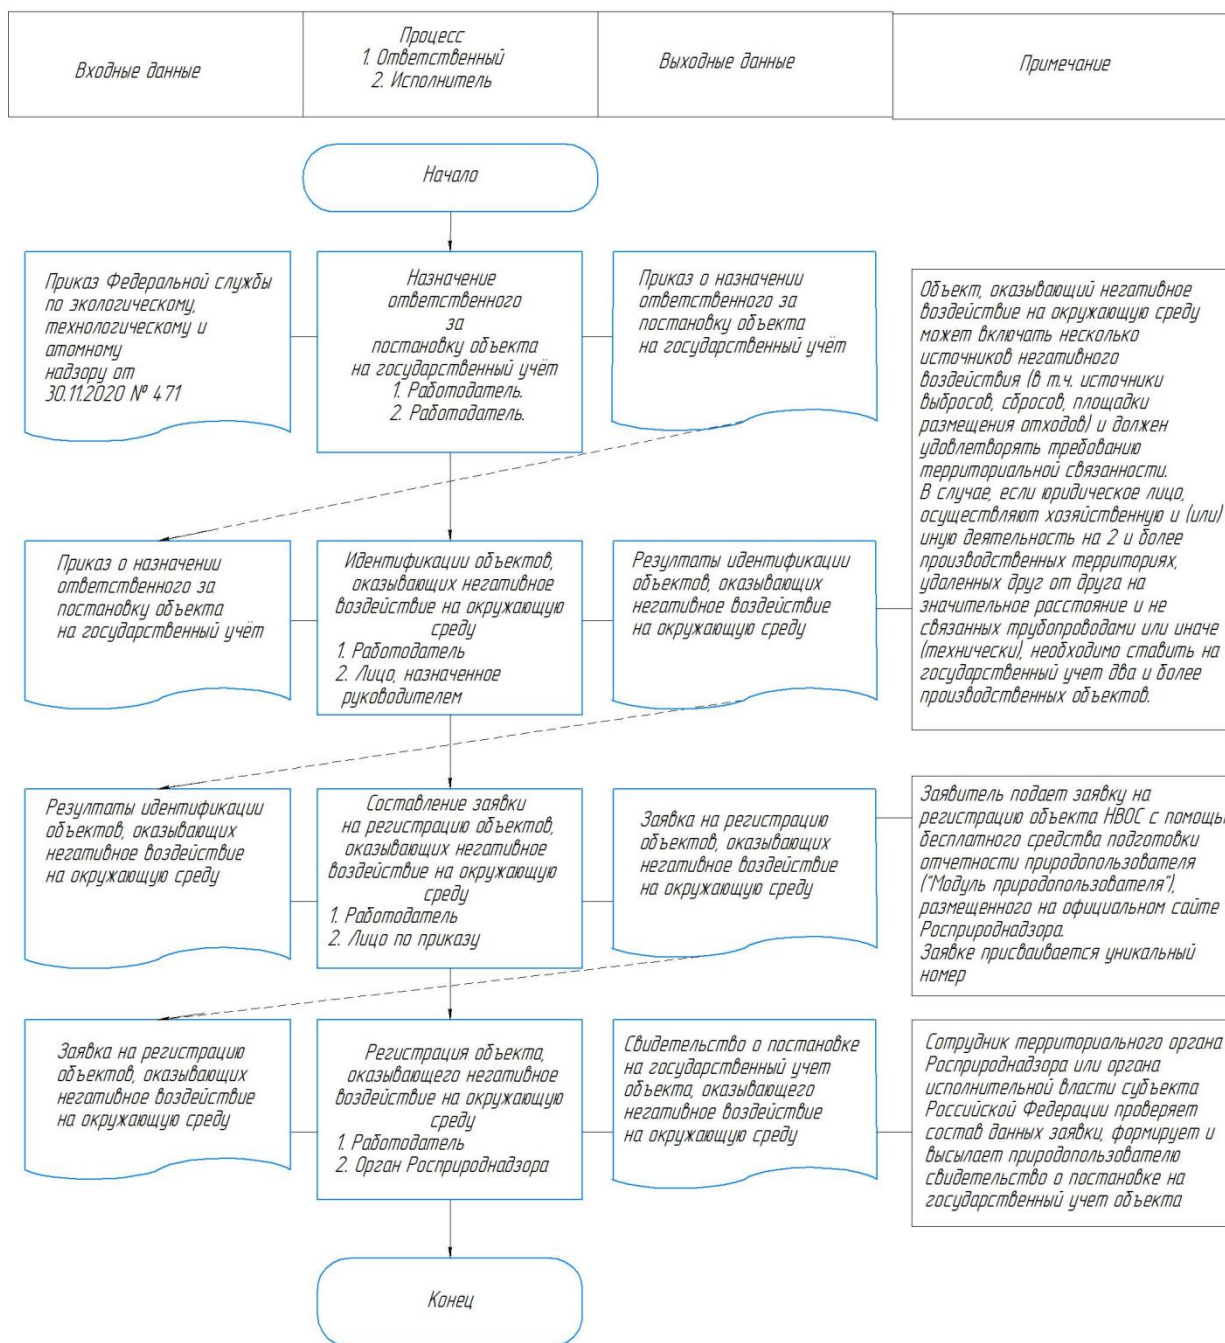 Входные данные
Процесс
1. Ответственный
2. Исполнитель
Выходные данные
Примечание
Начало
Приказ Федеральной службы
по экологическому,
технологическому и
атомному
надзору от
30.11.2020 № 471
Назначение
ответственного
за
постановку объекта
на государственный учёт
1. Работодатель.
2. Работодатель.
Приказ о назначении
ответственного за
постановку объекта
на государственный учёт
Объект, оказывающий негативное
воздействие на окружающую среду
может включать несколько
источников негативного
воздействия (в т.ч. источники
выбросов, сбросов, площадки
размещения отходов) и должен
удовлетворять требованию
территориальной связанности.
В случае, если юридическое лицо,
осуществляют хозяйственную и (или)
иную деятельность на 2 и более
производственных территориях,
удаленных друг от друга на
значительное расстояние и не
связанных трубопроводами или иначе
(технически), необходимо ставить на
государственный учет два и более
производственных объектов.
Приказ о назначении
ответственного за
постановку объекта
на государственный учёт
Идентификации объектов,
оказывающих негативное
воздействие на окружающую
среду
1. Работодатель
2. Лицо, назначенное
руководителем
Результаты идентификации
объектов, оказывающих
негативное воздействие
на окружающую среду
Результаты идентификации
объектов, оказывающих
негативное воздействие
на окружающую среду
Составление заявки
на регистрацию объектов,
оказывающих негативное
воздействие на окружающую
среду
1. Работодатель
2. Лицо по приказу
Заявка на регистрацию
объектов, оказывающих
негативное воздействие
на окружающую среду
Заявитель подает заявку на
регистрацию объекта НВОС с помощью
бесплатного средства подготовки
отчетности природопользователя
("Модуль природопользователя"),
размещенного на официальном сайте
Росприроднадзора.
Заявке присваивается уникальный
номер
Заявка на регистрацию
объектов, оказывающих
негативное воздействие
на окружающую среду
Регистрация объекта,
оказывающего негативное
воздействие на окружающую
среду
1. Работодатель
2. Орган Росприроднадзора
Свидетельство о постановке
на государственный учет
объекта, оказывающего
негативное воздействие
на окружающую среду
Сотрудник территориального органа
Росприроднадзора или органа
исполнительной власти субъекта
Российской Федерации проверяет
состав данных заявки, формирует и
высылает природопользователю
свидетельство о постановке на
государственный учет объекта
Конец